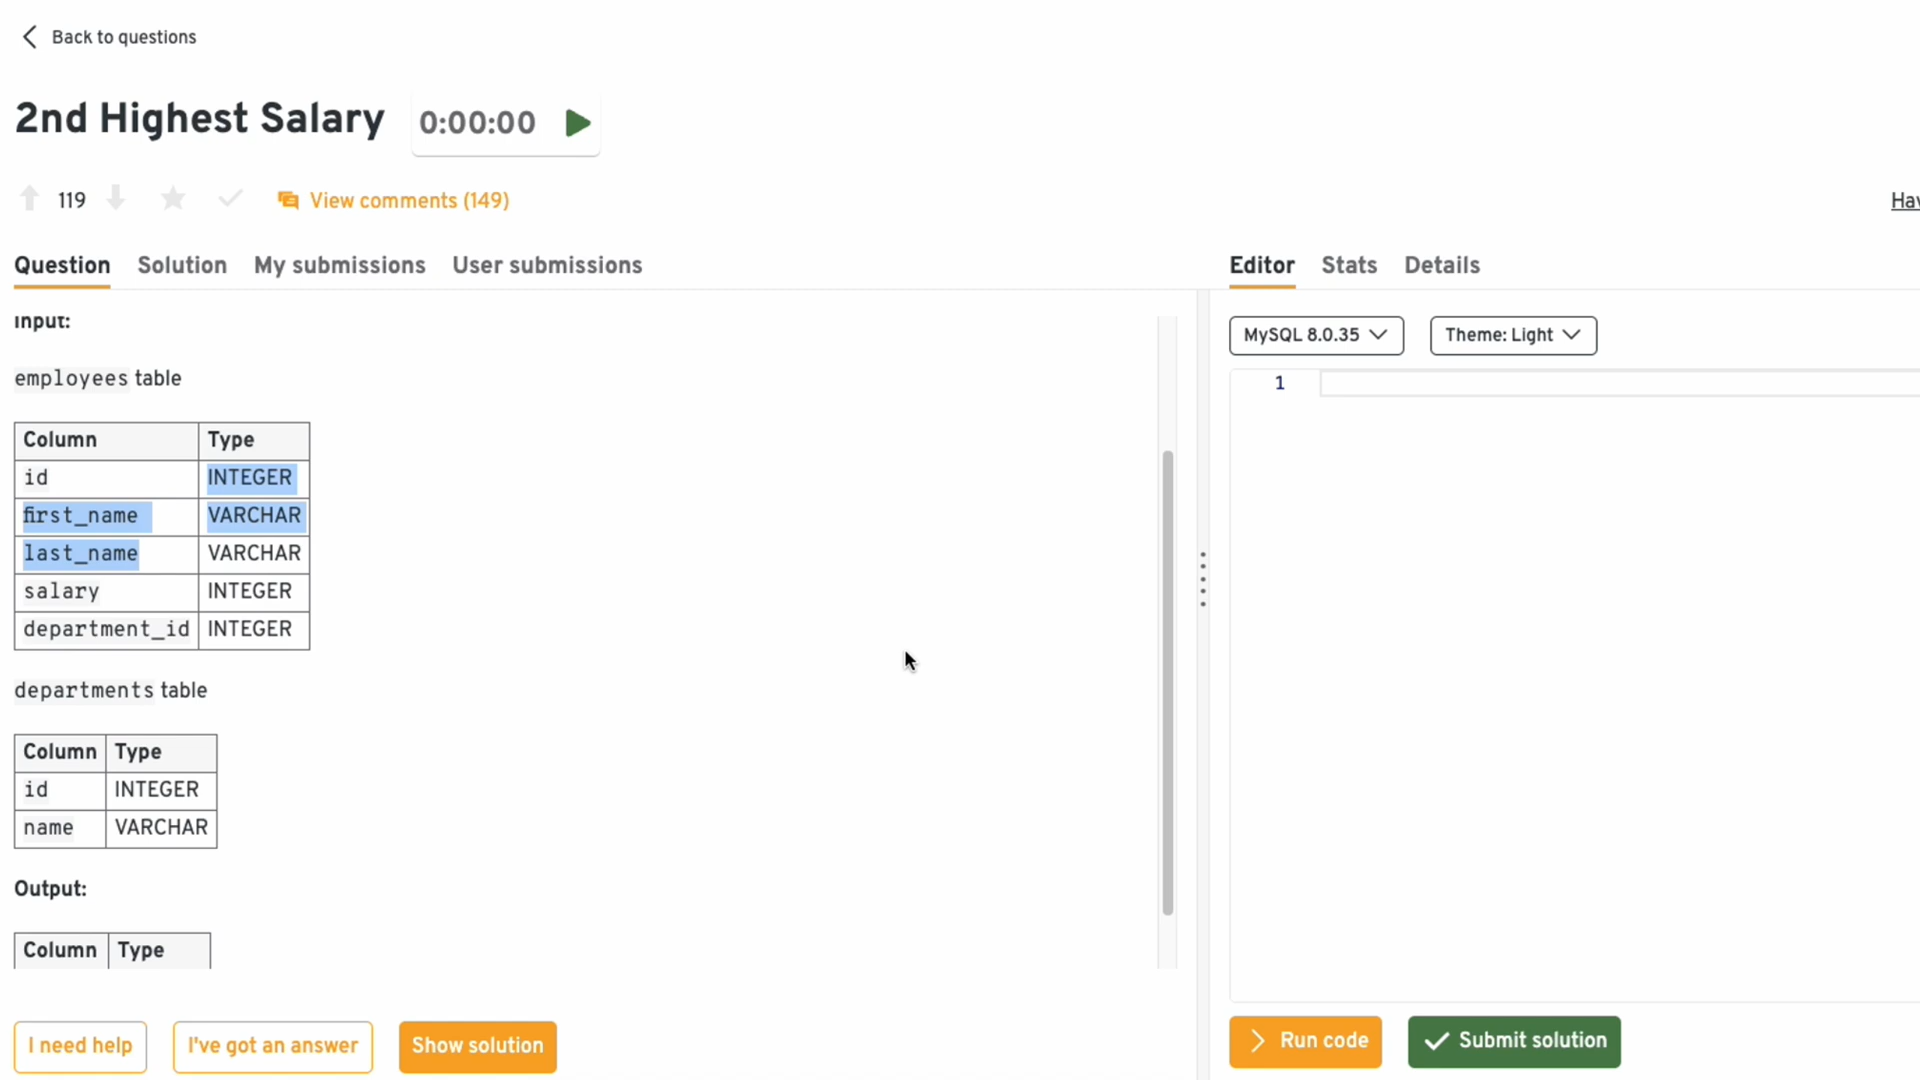 Back to questions
2nd Highest Salary 0:00:00
119 View comments (149)
Hav
Question Solution My submissions User submissions
Editor Stats Details
Input:
MySQL 8.0.35 Theme: Light
employees table
1
Column Type
id INTEGER
first_name VARCHAR
last_name VARCHAR
salary INTEGER
department_id INTEGER
departments table
Column Type
id INTEGER
name VARCHAR
Output:
Column Type
I need help I've got an answer Show solution
Run code Submit solution